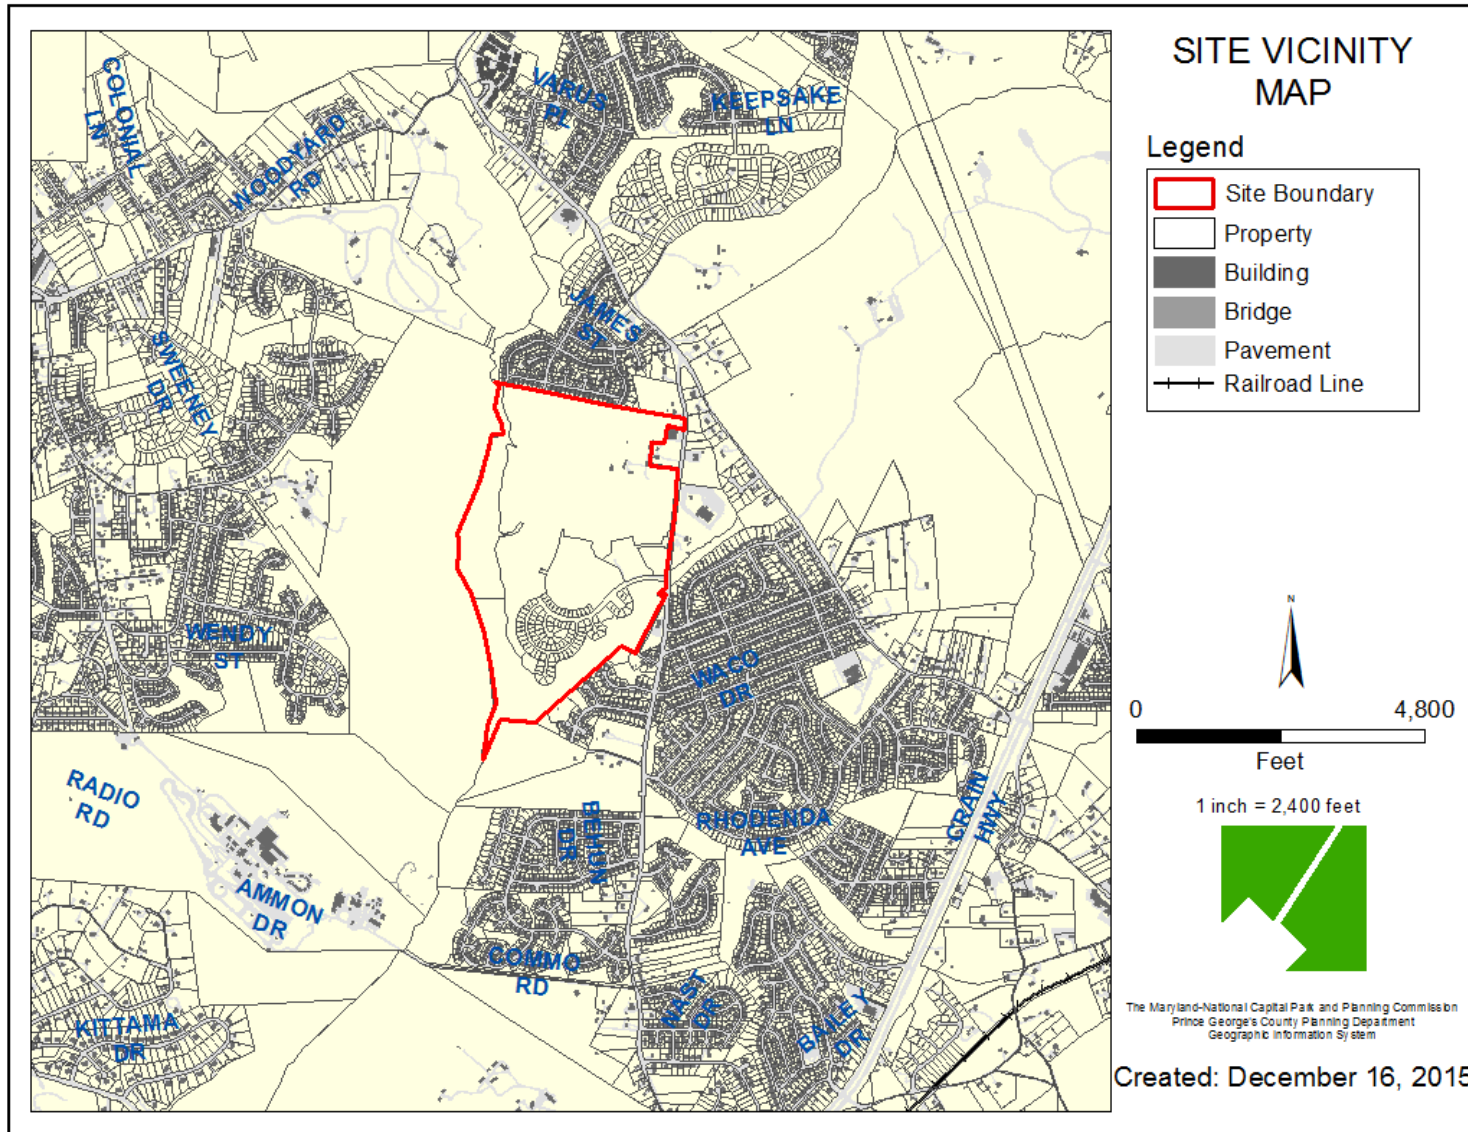 SITE VICINITY
MAP
Legend
Site Boundary
Property
Building
Bridge
Pavement
Railroad Line
N
0 4,800
Feet
1 inch = 2,400 feet
The Maryland-National Capital Park and Planning Commission
Prince George's County Planning Department
Geographic Information System
Created: December 16, 2015
COLONIAL
LN
WOODYARD
RD
VARUS
PL
KEEPSAKE
LN
JAMES
ST
SWEENEY
DR
WENDY
ST
WACO
DR
RADIO
RD
AMMON
DR
BEHUN
DR
RHODENDA
AVE
CRAIN
HWY
COMMO
RD
NAST
DR
BAILEY
DR
KITTAMA
DR